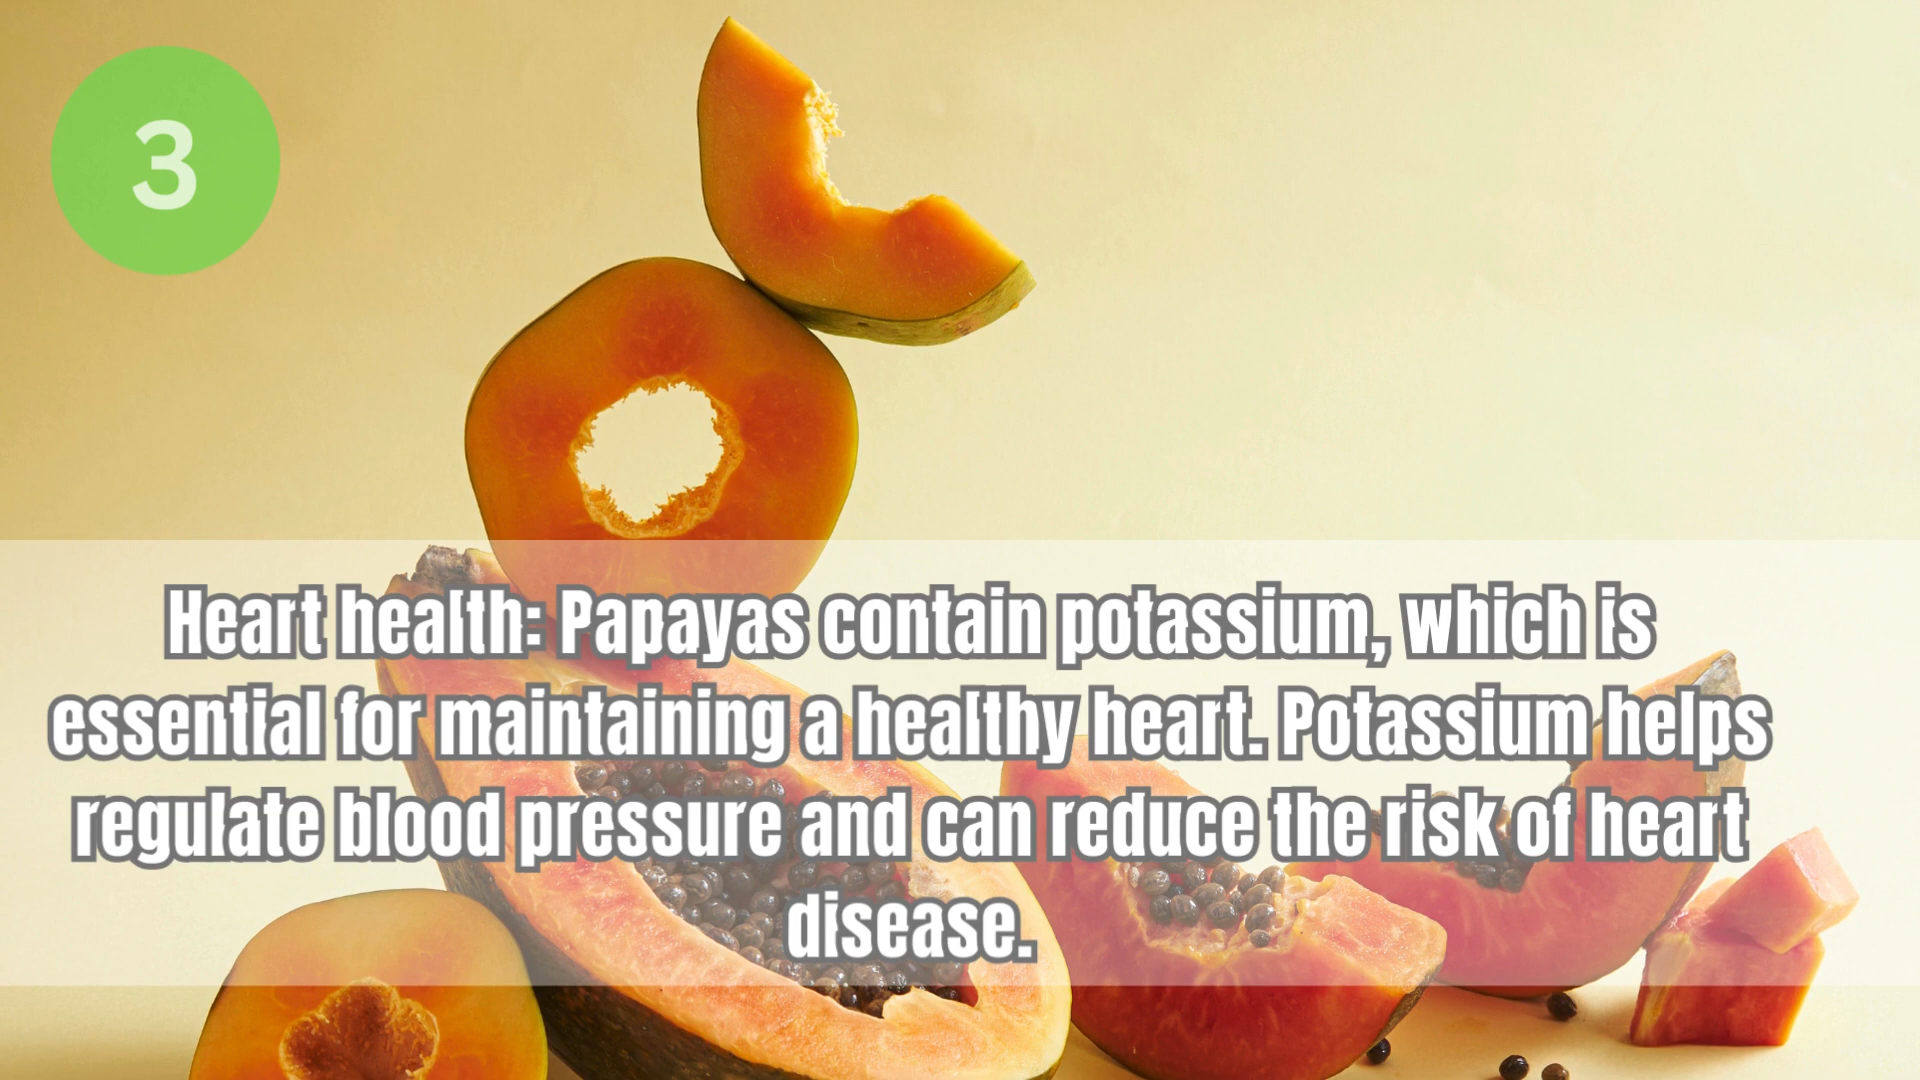 3
Heart health: Papayas contain potassium, which is
essential for maintaining a healthy heart. Potassium helps
regulate blood pressure and can reduce the risk of heart
disease.